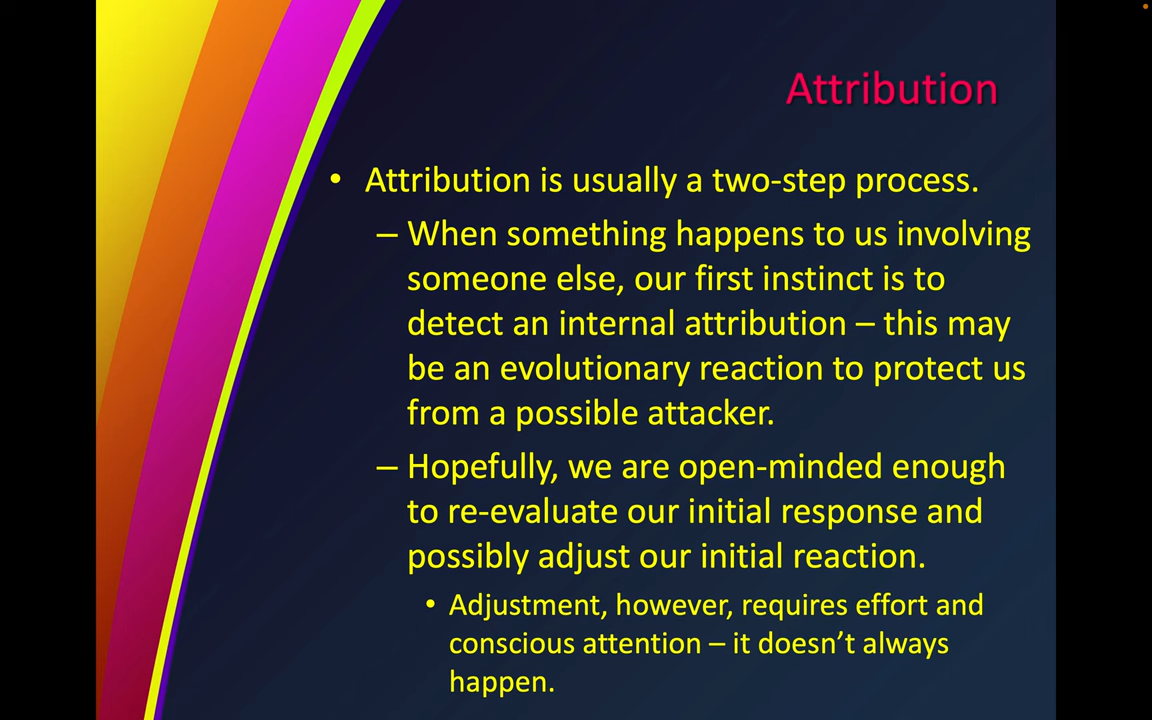 Attribution
• Attribution is usually a two-step process.
– When something happens to us involving
someone else, our first instinct is to
detect an internal attribution – this may
be an evolutionary reaction to protect us
from a possible attacker.
– Hopefully, we are open-minded enough
to re-evaluate our initial response and
possibly adjust our initial reaction.
• Adjustment, however, requires effort and
conscious attention – it doesn’t always
happen.